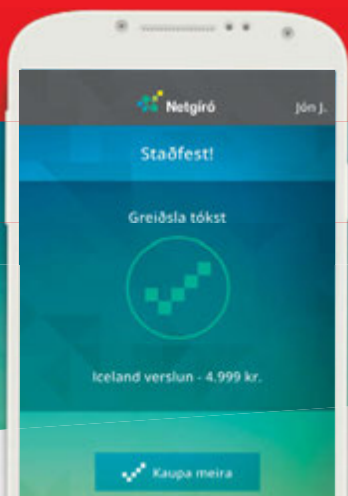 Netgíró
Jón J.
Staðfest!
Greiðsla tókst
Iceland verslun - 4.999 kr.
Kaupa meira